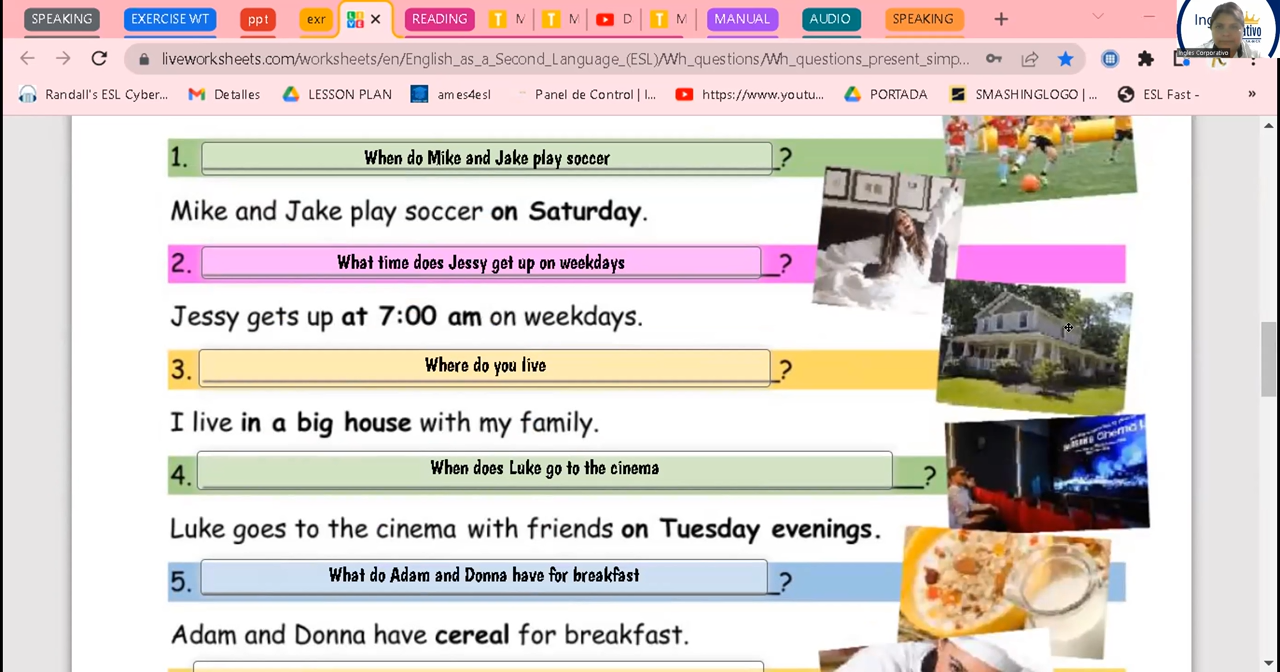 SPEAKING EXERCISE WT ppt exr READING M M D M MANUAL AUDIO SPEAKING
liveworksheets.com/worksheets/en/English_as_a_Second_Language_(ESL)/Wh_questions/Wh_questions_present_simp...
Randall's ESL Cyber... Detalles LESSON PLAN ames4esl Panel de Control | I... https://www.youtu... PORTADA SMASHINGLOGO | ... ESL Fast - »
Ingles Corporativo
1. When do Mike and Jake play soccer ?
Mike and Jake play soccer on Saturday.
2. What time does Jessy get up on weekdays ?
Jessy gets up at 7:00 am on weekdays.
3. Where do you live ?
I live in a big house with my family.
4. When does Luke go to the cinema ?
Luke goes to the cinema with friends on Tuesday evenings.
5. What do Adam and Donna have for breakfast ?
Adam and Donna have cereal for breakfast.